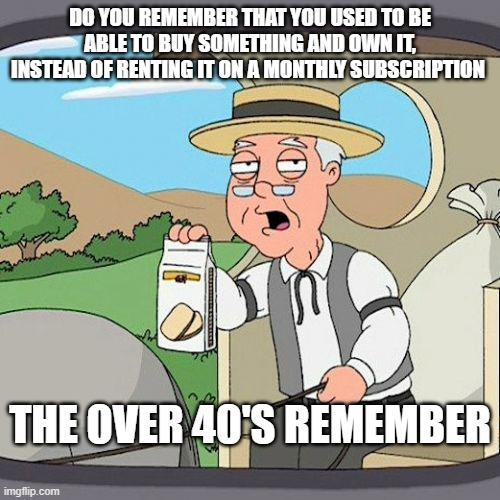 DO YOU REMEMBER THAT YOU USED TO BE
ABLE TO BUY SOMETHING AND OWN IT,
INSTEAD OF RENTING IT ON A MONTHLY SUBSCRIPTION
THE OVER 40'S REMEMBER
imgflip.com